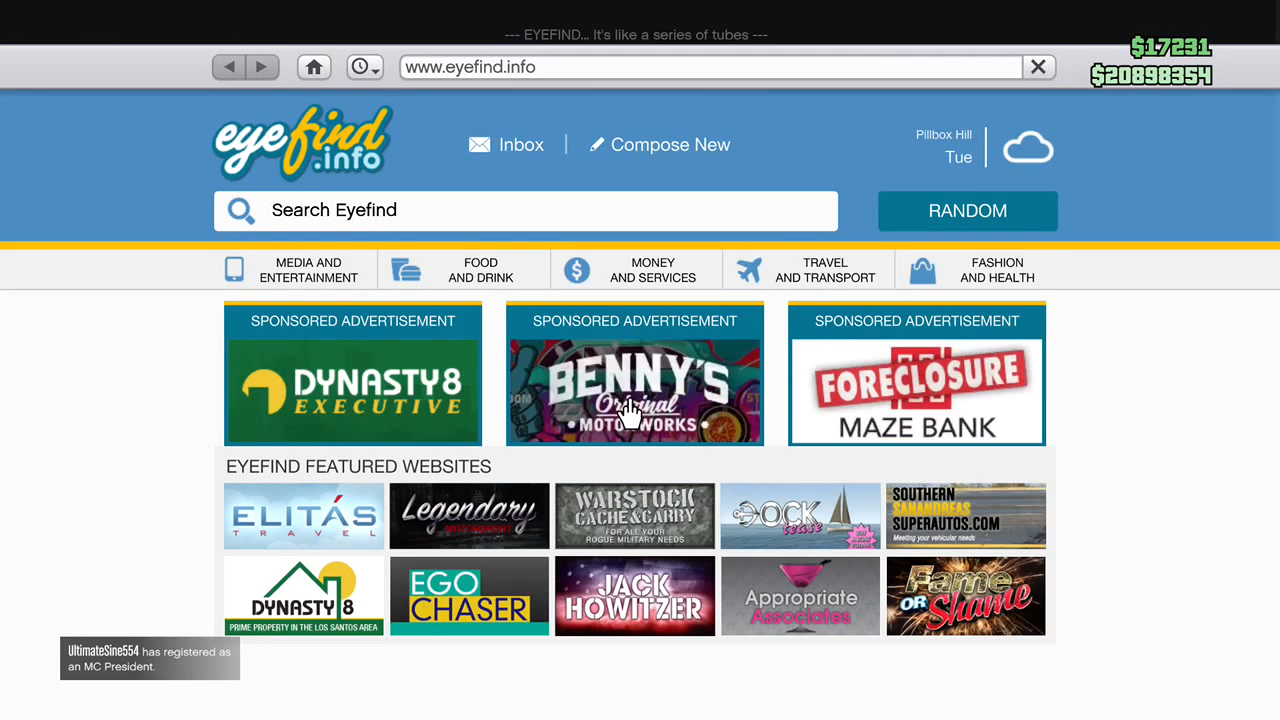 --- EYEFIND... It's like a series of tubes ---
www.eyefind.info
$17231
$20898354
eyefind
.info
Inbox
Compose New
Pillbox Hill
Tue
Search Eyefind
RANDOM
MEDIA AND
ENTERTAINMENT
FOOD
AND DRINK
MONEY
AND SERVICES
TRAVEL
AND TRANSPORT
FASHION
AND HEALTH
SPONSORED ADVERTISEMENT
DYNASTY 8
EXECUTIVE
SPONSORED ADVERTISEMENT
BENNY'S
Original
MOTORWORKS
SPONSORED ADVERTISEMENT
FORECLOSURE
MAZE BANK
EYEFIND FEATURED WEBSITES
ELITÁS
TRAVEL
Legendary
WARSTOCK
CACHE & CARRY
FOR ALL YOUR
ROGUE MILITARY NEEDS
DOCK
tease
SOUTHERN
SANANDREAS
SUPERAUTOS.COM
Meeting your vehicular needs
DYNASTY 8
PRIME PROPERTY IN THE LOS SANTOS AREA
EGO
CHASER
JACK
HOWITZER
Appropriate
Associates
Fame
OR Shame
UltimateSine554 has registered as
an MC President.